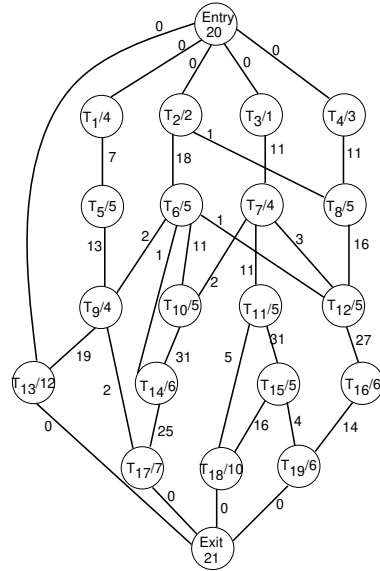 Entry
20
0
0
0
0
0
T1/4
T2/2
T3/1
T4/3
1
7
18
11
11
T5/5
T6/5
T7/4
T8/5
2
1
3
13
1
11
2
11
16
T9/4
T10/5
T11/5
T12/5
19
2
31
5
31
27
T13/12
T14/6
T15/5
T16/6
0
25
16
4
14
T17/7
T18/10
T19/6
0
0
0
Exit
21